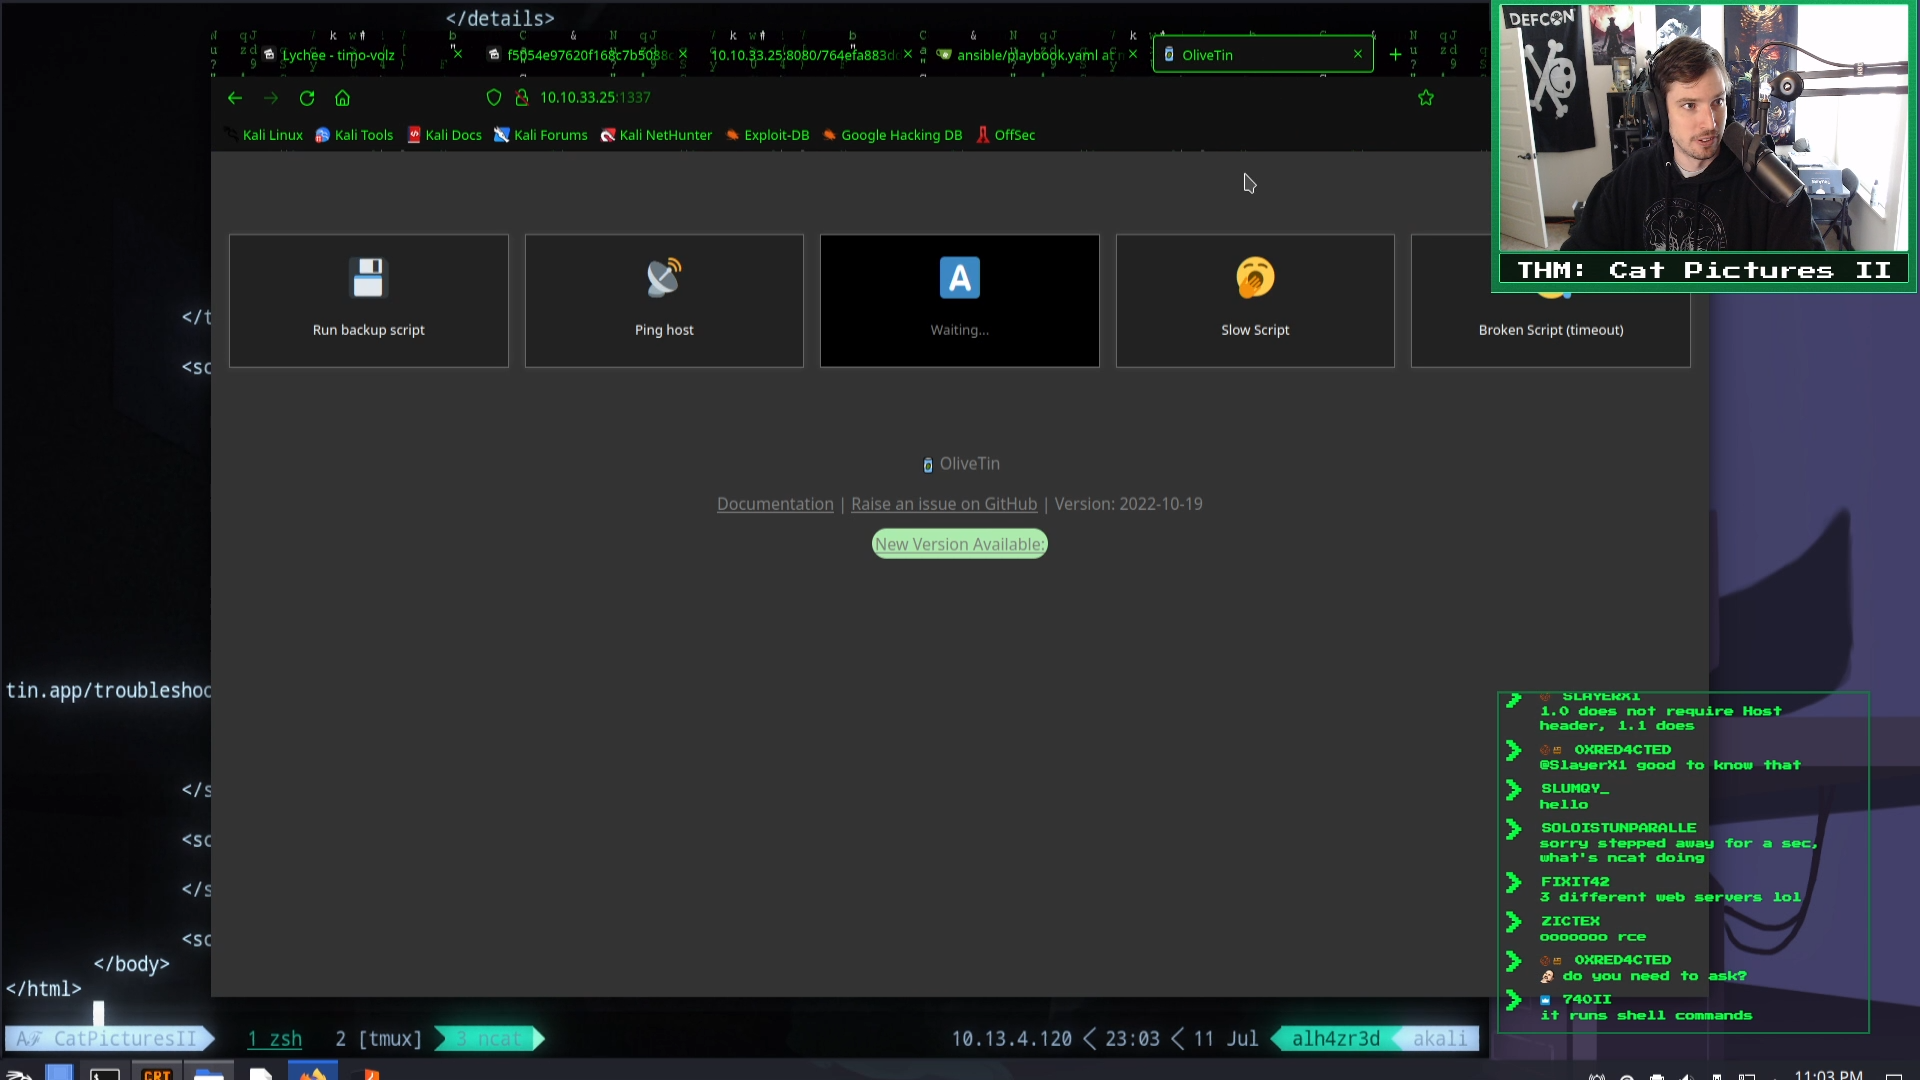 </details>
Lychee - timo-volz
f5054e97620f168c7b5088c
10.10.33.25:8080/764efa883d
ansible/playbook.yaml at
OliveTin
10.10.33.25:1337
Kali Linux
Kali Tools
Kali Docs
Kali Forums
Kali NetHunter
Exploit-DB
Google Hacking DB
OffSec
DEFCON
THM: Cat Pictures II
Run backup script
Ping host
A
Waiting...
Slow Script
Broken Script (timeout)
</t
<sc
OliveTin
Documentation | Raise an issue on GitHub | Version: 2022-10-19
New Version Available:
tin.app/troubleshoo
</s
<sc
</s
<sc
</body>
</html>
SLAYERX1
1.0 does not require Host
header, 1.1 does
0XRED4CTED
@SlayerX1 good to know that
SLUMQY_
hello
SOLOISTUNPARALLE
sorry stepped away for a sec,
what's ncat doing
FIXIT42
3 different web servers lol
ZICTEX
ooooooo rce
0XRED4CTED
do you need to ask?
740II
it runs shell commands
CatPicturesII
1 zsh
2 [tmux]
3 ncat
10.13.4.120 < 23:03 < 11 Jul
alh4zr3d
akali
CRT
11:03 PM